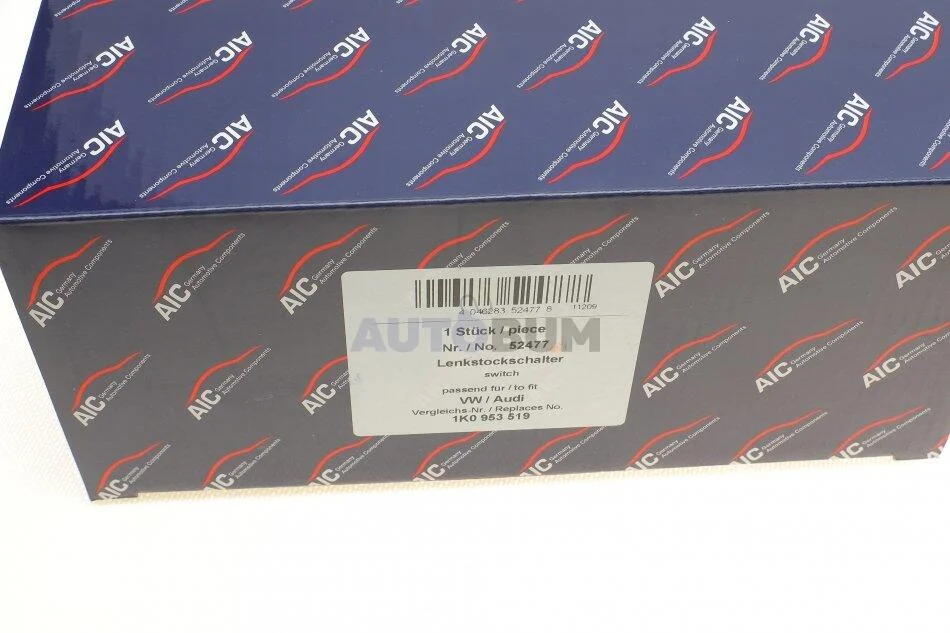 AIC
Germany
Automotive Components
4 046283 52477 8 11209
1 Stück / piece
Nr. / No. 52477
Lenkstockschalter
switch
passend für / to fit
VW / Audi
Vergleichs-Nr. / Replaces No.
1K0 953 519
AUTOBUM